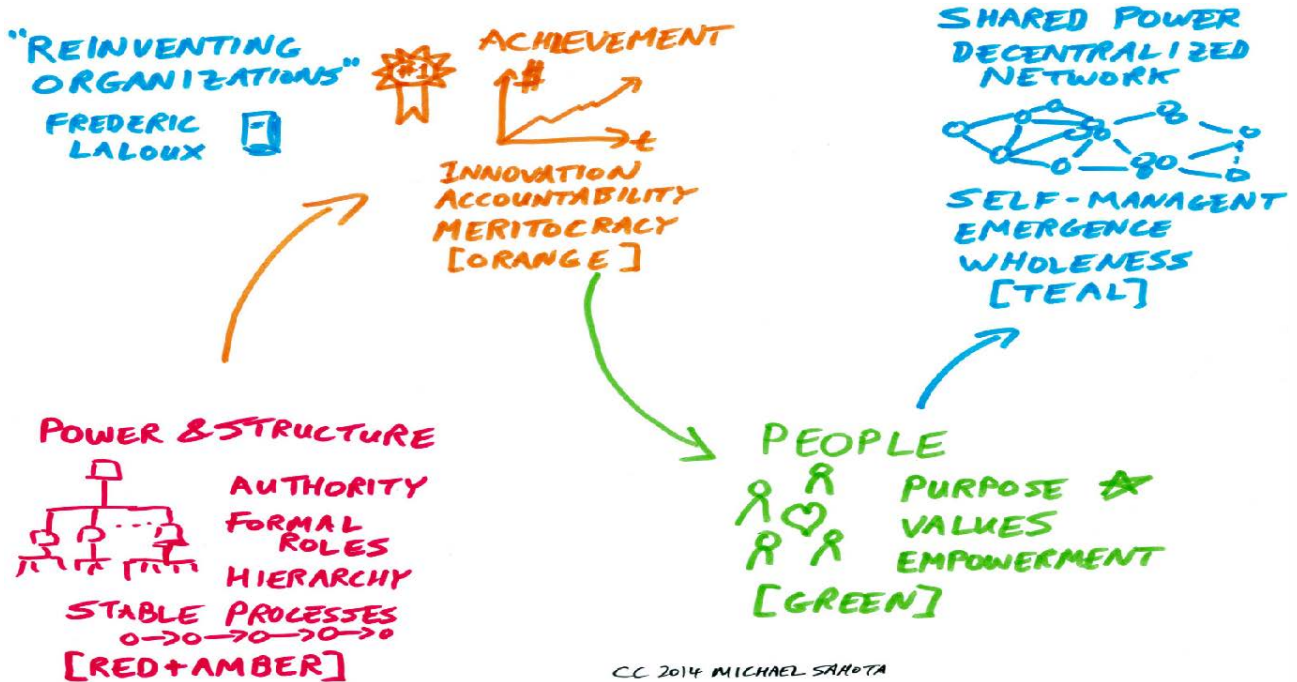 "REINVENTING
ORGANIZATIONS"
FREDERIC
LALOUX
#1
ACHIEVEMENT
$
t
INNOVATION
ACCOUNTABILITY
MERITOCRACY
[ORANGE]
SHARED POWER
DECENTRALIZED
NETWORK
SELF-MANAGENT
EMERGENCE
WHOLENESS
[TEAL]
POWER & STRUCTURE
AUTHORITY
FORMAL
ROLES
HIERARCHY
STABLE PROCESSES
[RED+AMBER]
PEOPLE
PURPOSE
VALUES
EMPOWERMENT
[GREEN]
CC 2014 MICHAEL SAHOTA